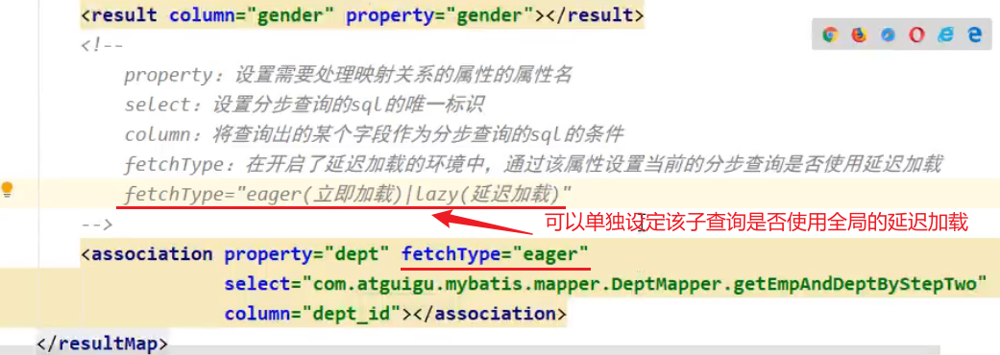 <result column="gender" property="gender"></result>
<!--
property：设置需要处理映射关系的属性的属性名
select：设置分步查询的sql的唯一标识
column：将查询出的某个字段作为分步查询的sql的条件
fetchType：在开启了延迟加载的环境中，通过该属性设置当前的分步查询是否使用延迟加载
fetchType="eager(立即加载)|lazy(延迟加载)"
可以单独设定该子查询是否使用全局的延迟加载
-->
<association property="dept" fetchType="eager"
select="com.atguigu.mybatis.mapper.DeptMapper.getEmpAndDeptByStepTwo"
column="dept_id"></association>
</resultMap>